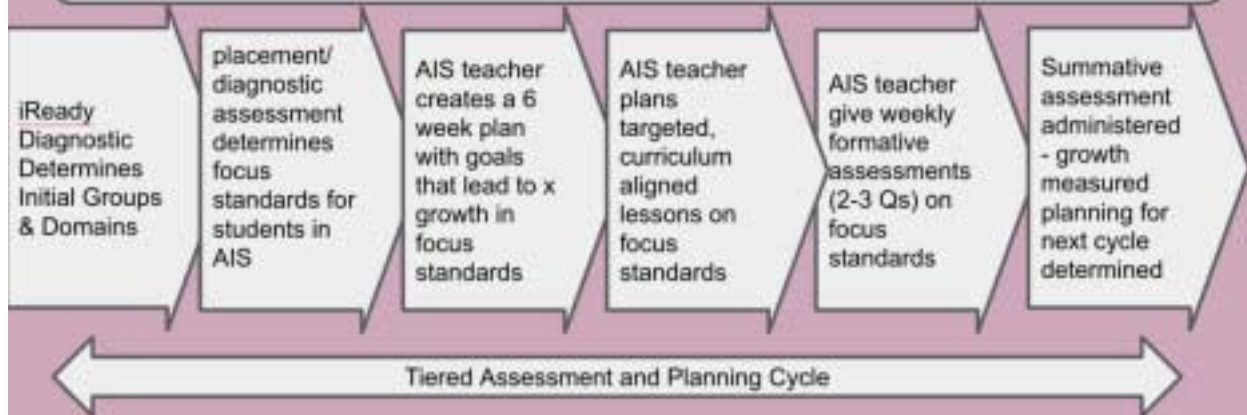 iReady
Diagnostic
Determines
Initial Groups
& Domains
placement/
diagnostic
assessment
determines
focus
standards for
students in
AIS
AIS teacher
creates a 6
week plan
with goals
that lead to x
growth in
focus
standards
AIS teacher
plans
targeted,
curriculum
aligned
lessons on
focus
standards
AIS teacher
give weekly
formative
assessments
(2-3 Qs) on
focus
standards
Summative
assessment
administered
- growth
measured
planning for
next cycle
determined
Tiered Assessment and Planning Cycle